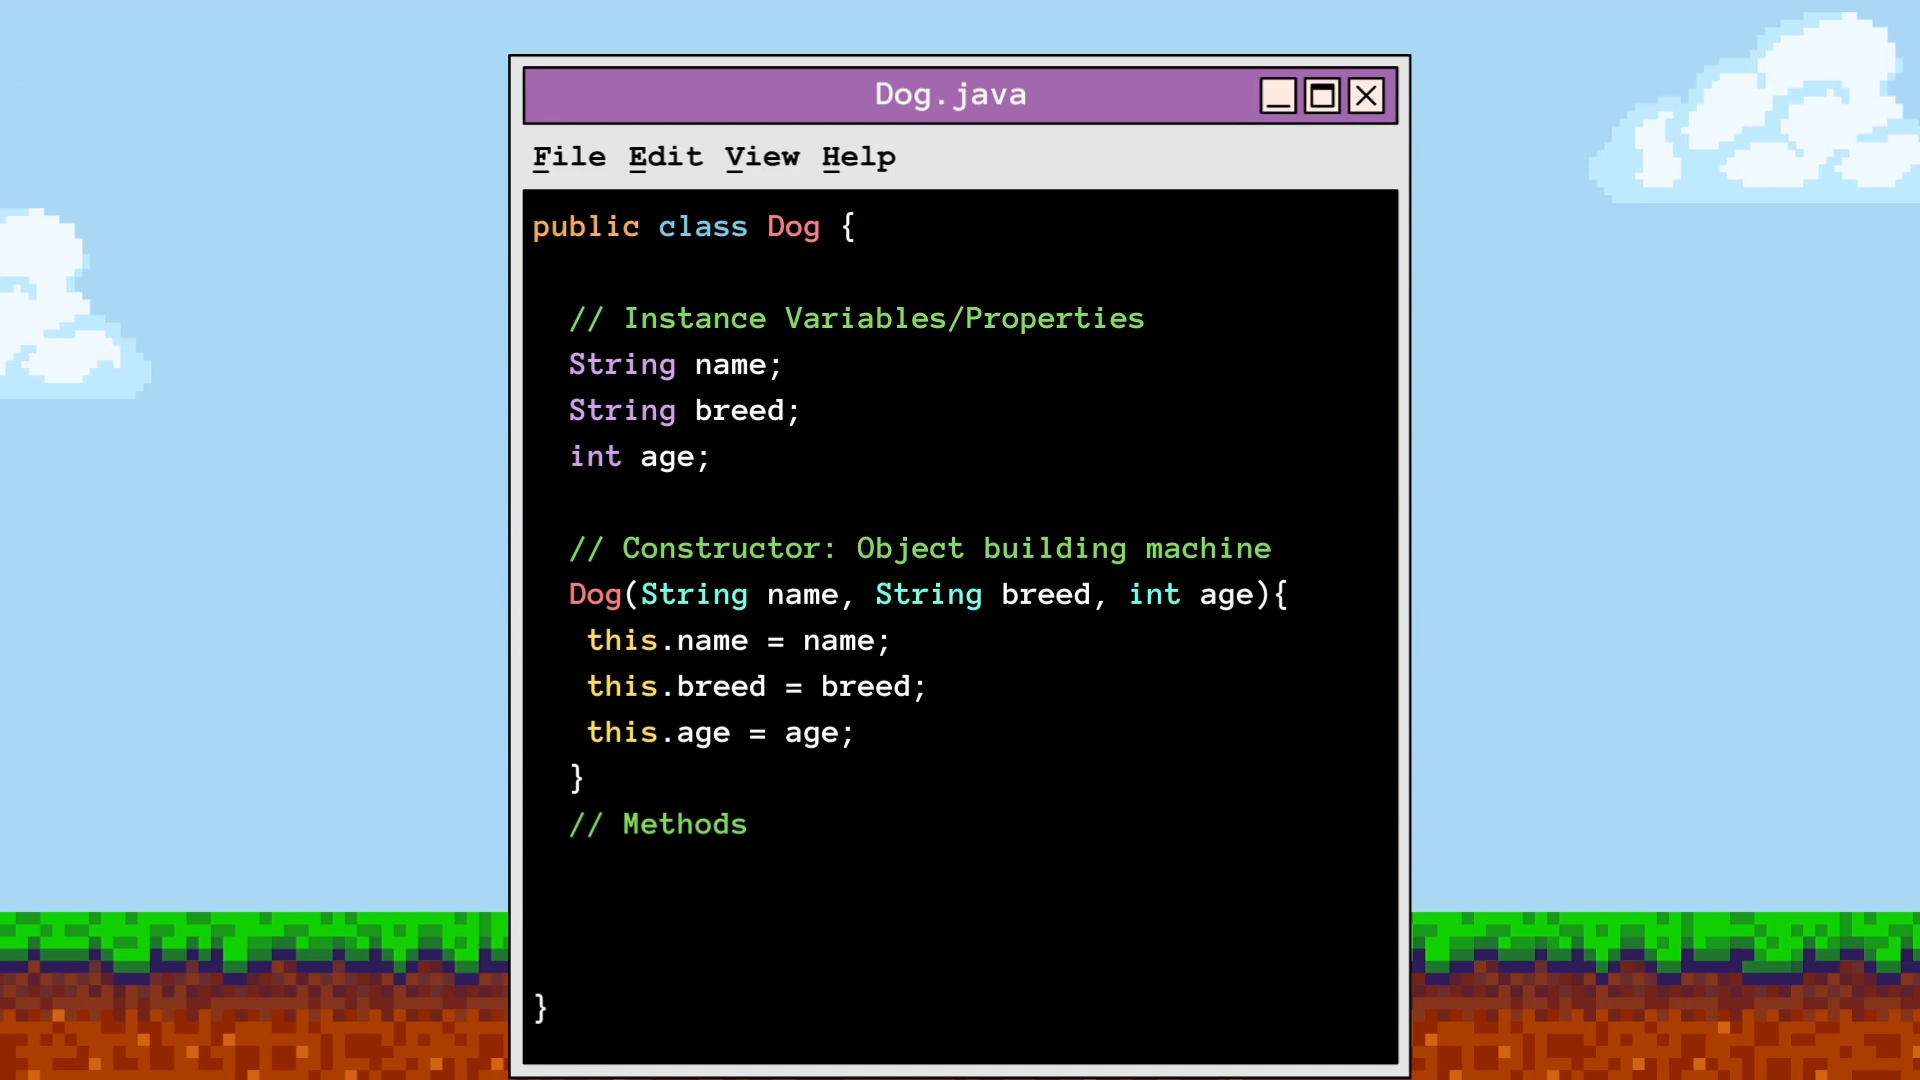 Dog.java
File Edit View Help
public class Dog {
// Instance Variables/Properties
String name;
String breed;
int age;
// Constructor: Object building machine
Dog(String name, String breed, int age){
this.name = name;
this.breed = breed;
this.age = age;
}
// Methods
}